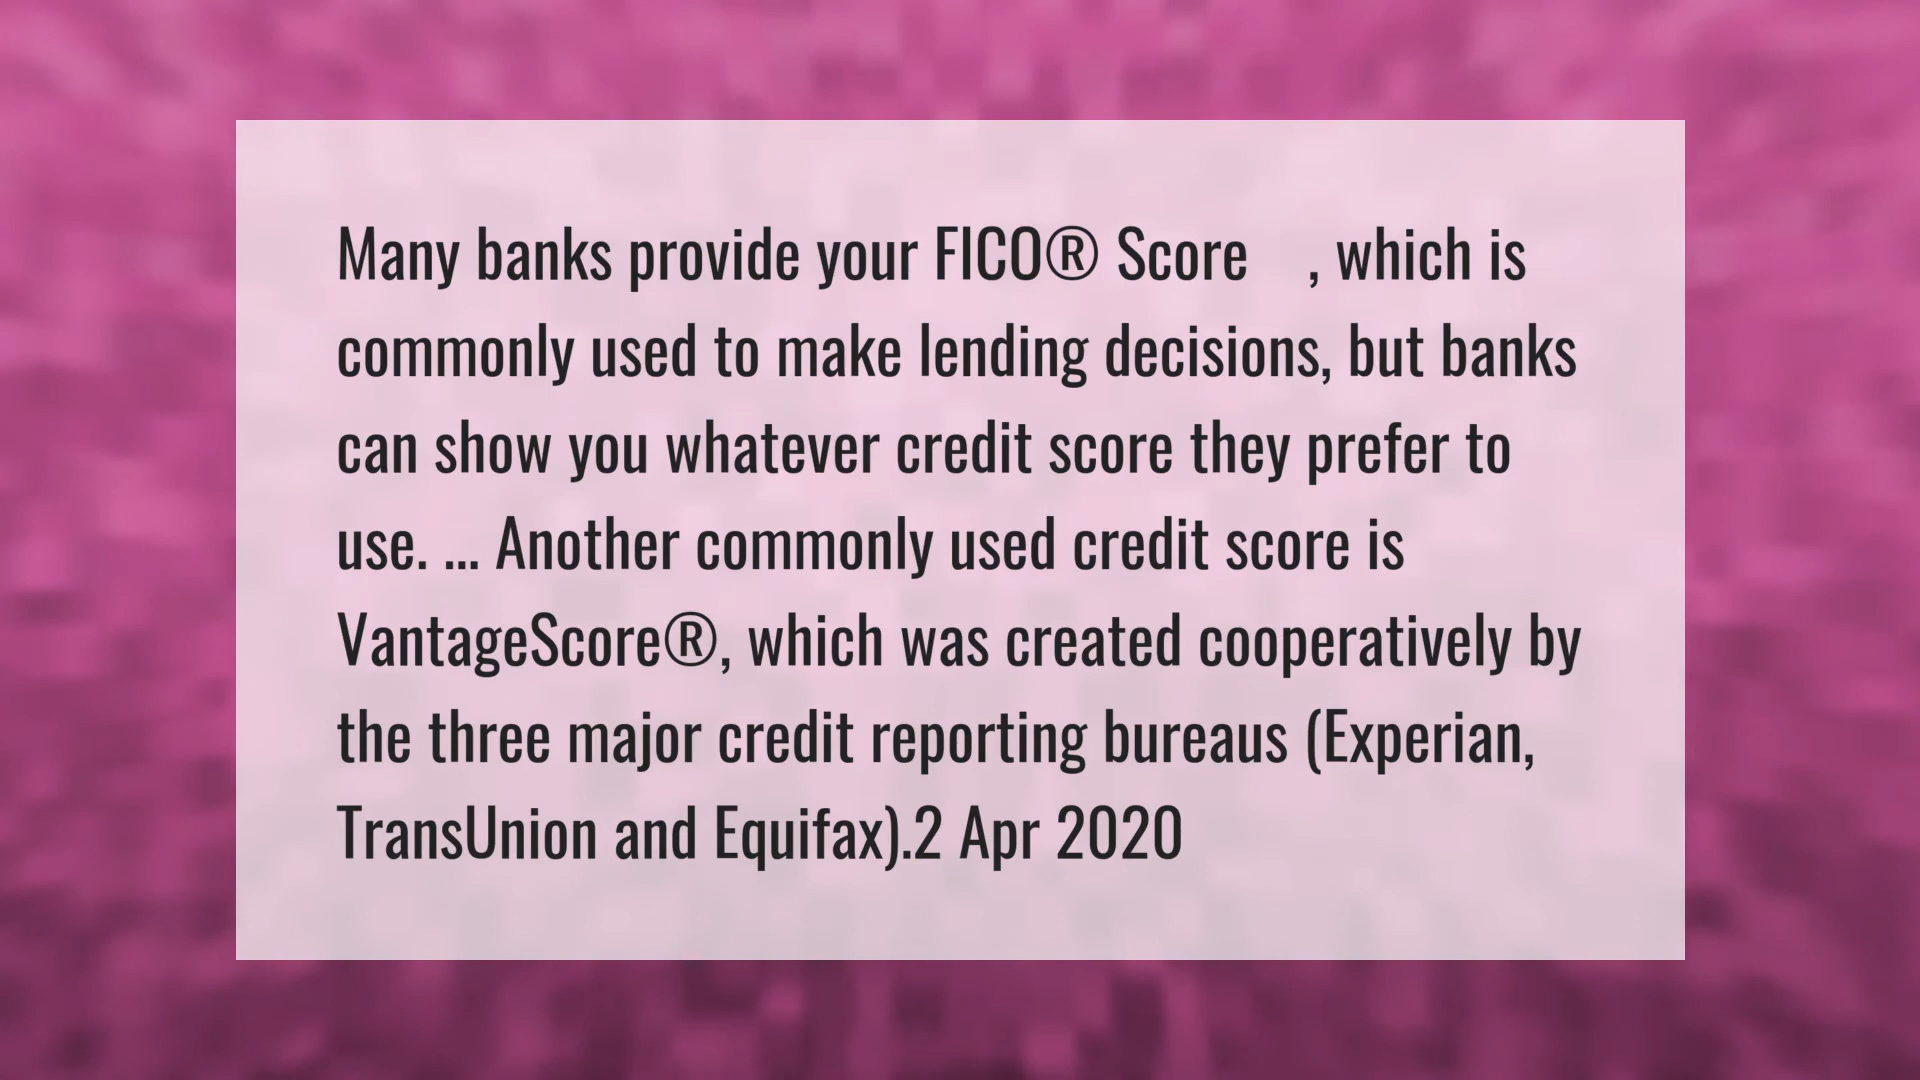 Many banks provide your FICO® Score    , which is
commonly used to make lending decisions, but banks
can show you whatever credit score they prefer to
use. ... Another commonly used credit score is
VantageScore®, which was created cooperatively by
the three major credit reporting bureaus (Experian,
TransUnion and Equifax).2 Apr 2020